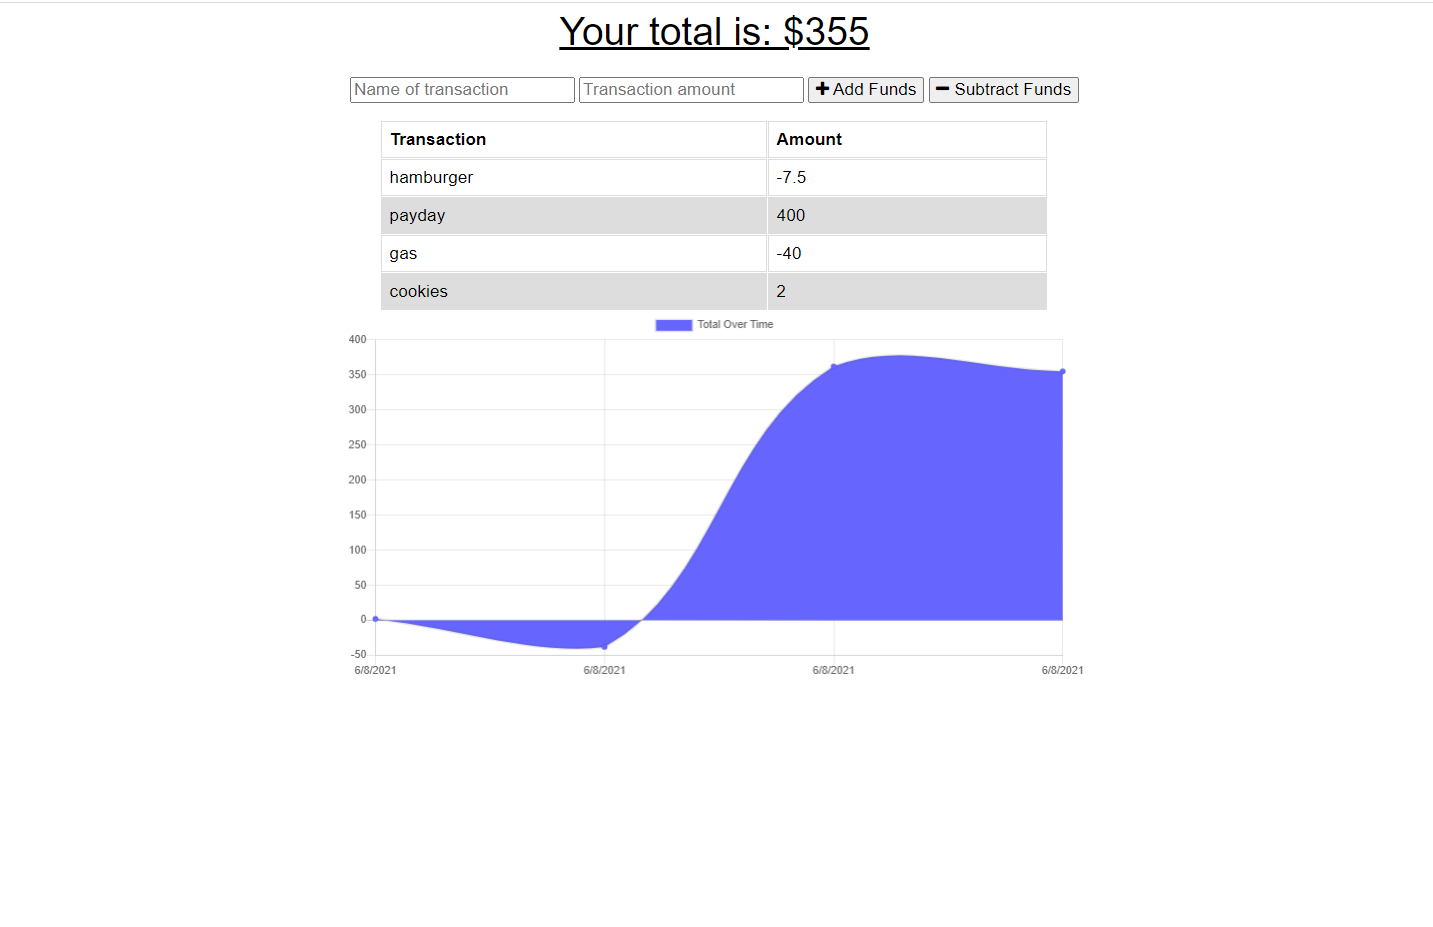 Your total is: $355
Name of transaction Transaction amount Add Funds Subtract Funds
Transaction Amount
hamburger -7.5
payday 400
gas -40
cookies 2
Total Over Time
400
350
300
250
200
150
100
50
0
-50
6/8/2021 6/8/2021 6/8/2021 6/8/2021